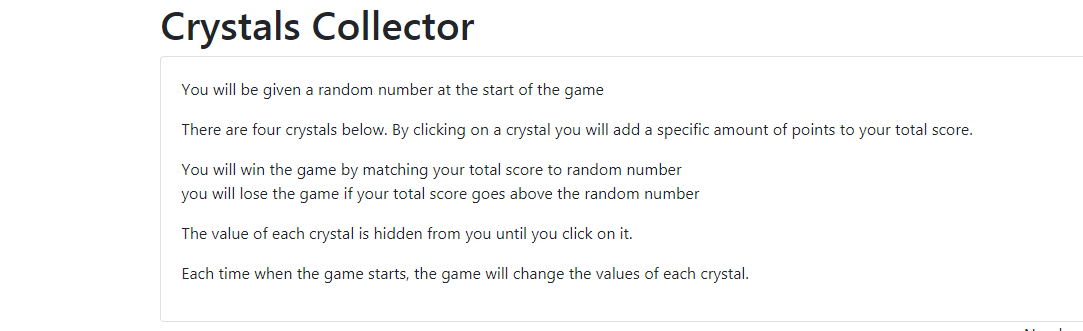 Crystals Collector
You will be given a random number at the start of the game
There are four crystals below. By clicking on a crystal you will add a specific amount of points to your total score.
You will win the game by matching your total score to random number
you will lose the game if your total score goes above the random number
The value of each crystal is hidden from you until you click on it.
Each time when the game starts, the game will change the values of each crystal.